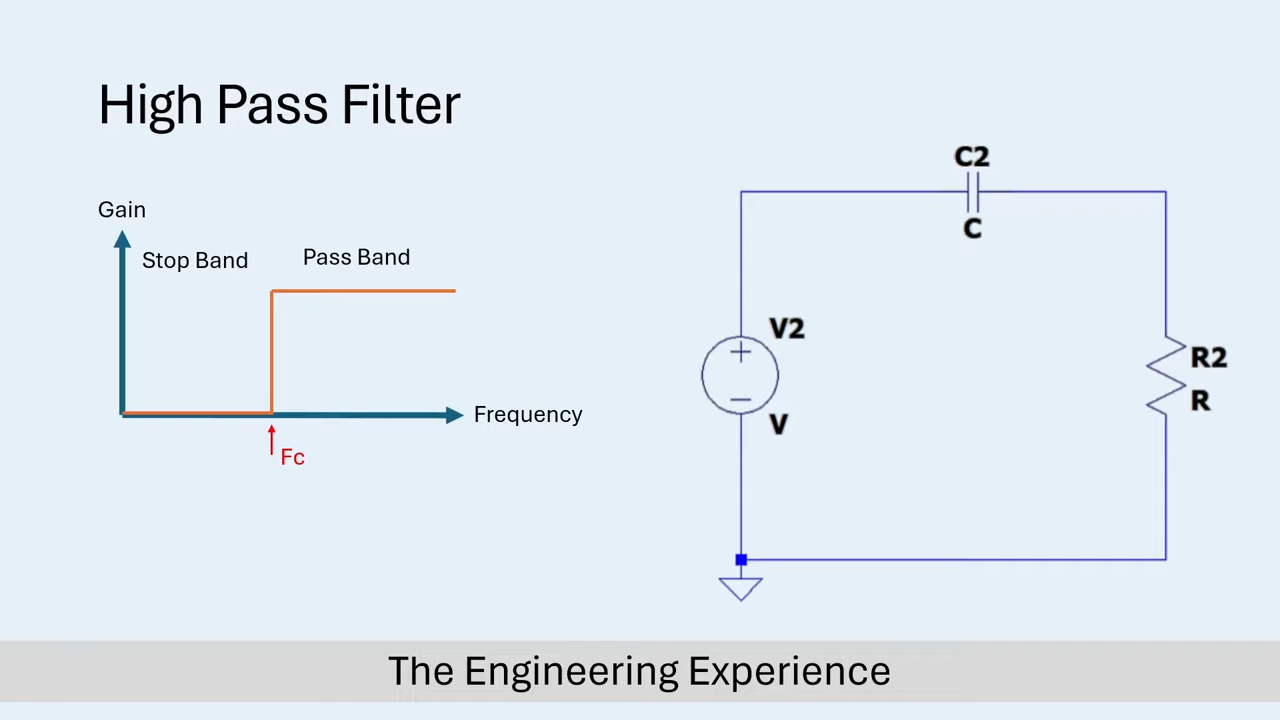 High Pass Filter
Gain
Stop Band
Pass Band
Frequency
Fc
C2
C
V2
V
R2
R
The Engineering Experience